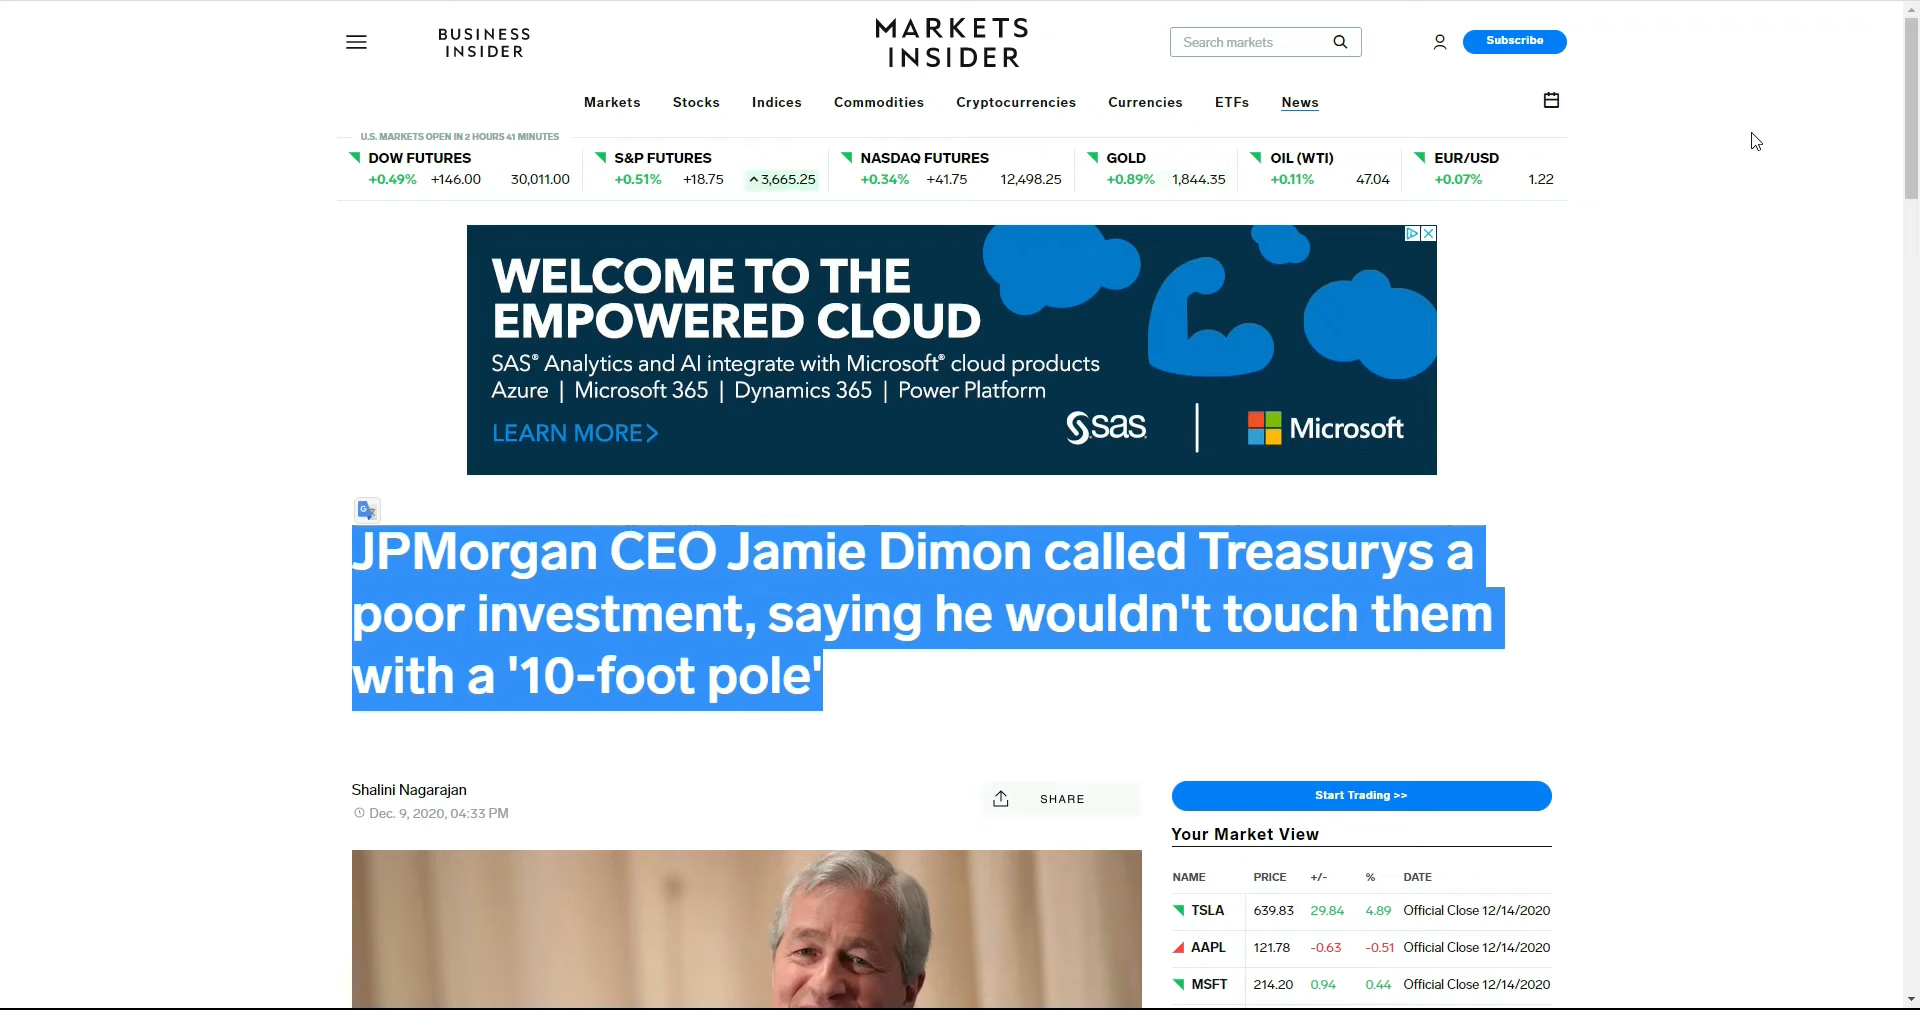 BUSINESS
INSIDER
MARKETS
INSIDER
Search markets
Subscribe
Markets Stocks Indices Commodities Cryptocurrencies Currencies ETFs News
U.S. MARKETS OPEN IN 2 HOURS 41 MINUTES
DOW FUTURES
+0.49% +146.00 30,011.00
S&P FUTURES
+0.51% +18.75 3,665.25
NASDAQ FUTURES
+0.34% +41.75 12,498.25
GOLD
+0.89% 1,844.35
OIL (WTI)
+0.11% 47.04
EUR/USD
+0.07% 1.22
WELCOME TO THE
EMPOWERED CLOUD
SAS® Analytics and AI integrate with Microsoft® cloud products
Azure | Microsoft 365 | Dynamics 365 | Power Platform
LEARN MORE>
sas
Microsoft
JPMorgan CEO Jamie Dimon called Treasurys a
poor investment, saying he wouldn't touch them
with a '10-foot pole'
Shalini Nagarajan
Dec. 9, 2020, 04:33 PM
SHARE
Start Trading >>
Your Market View
NAME PRICE +/- % DATE
TSLA 639.83 29.84 4.89 Official Close 12/14/2020
AAPL 121.78 -0.63 -0.51 Official Close 12/14/2020
MSFT 214.20 0.94 0.44 Official Close 12/14/2020